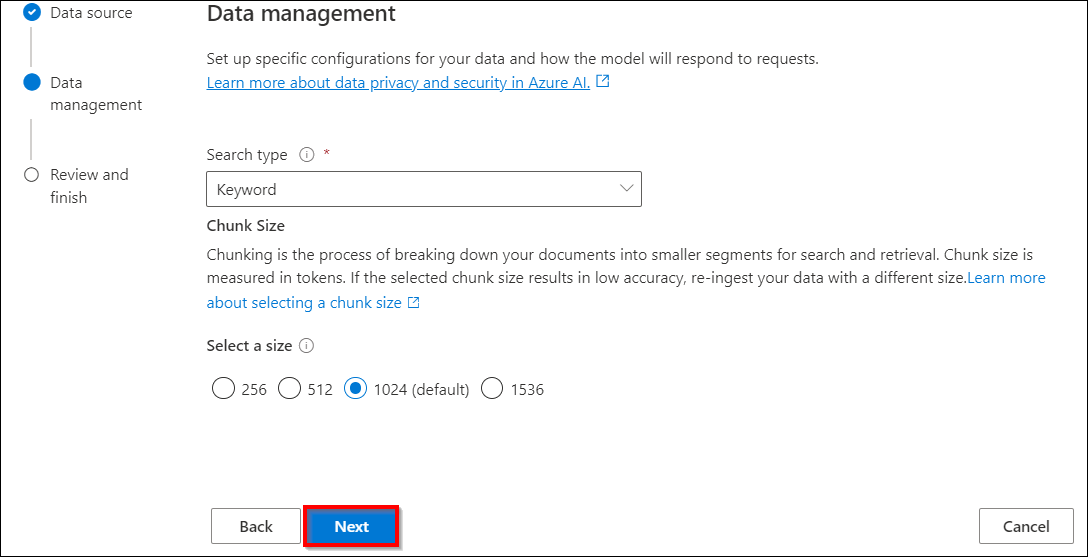 Data source
Data management
Set up specific configurations for your data and how the model will respond to requests.
Learn more about data privacy and security in Azure AI.
Data
management
Review and
finish
Search type *
Keyword
Chunk Size
Chunking is the process of breaking down your documents into smaller segments for search and retrieval. Chunk size is
measured in tokens. If the selected chunk size results in low accuracy, re-ingest your data with a different size.Learn more
about selecting a chunk size
Select a size
256 512 1024 (default) 1536
Back Next Cancel